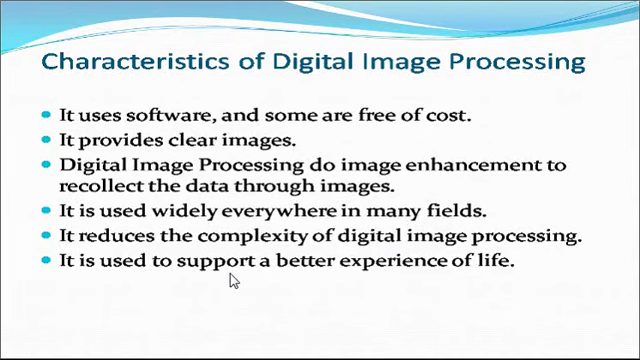 Characteristics of Digital Image Processing
It uses software, and some are free of cost.
It provides clear images.
Digital Image Processing do image enhancement to
recollect the data through images.
It is used widely everywhere in many fields.
It reduces the complexity of digital image processing.
It is used to support a better experience of life.